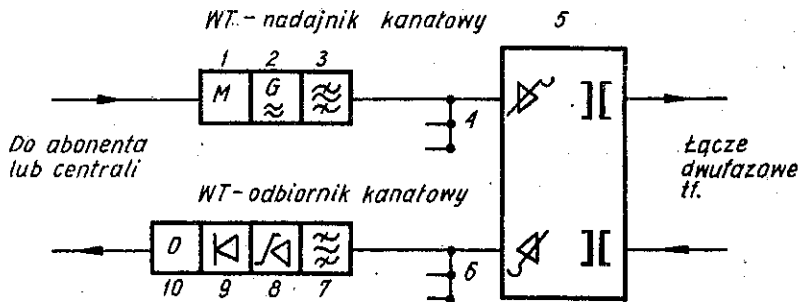 WT-nadajnik kanałowy
5
1 2 3
M G
4
Do abonenta
lub centrali
Łącze
dwufazowe
tf.
WT-odbiornik kanałowy
6
O
10 9 8 7